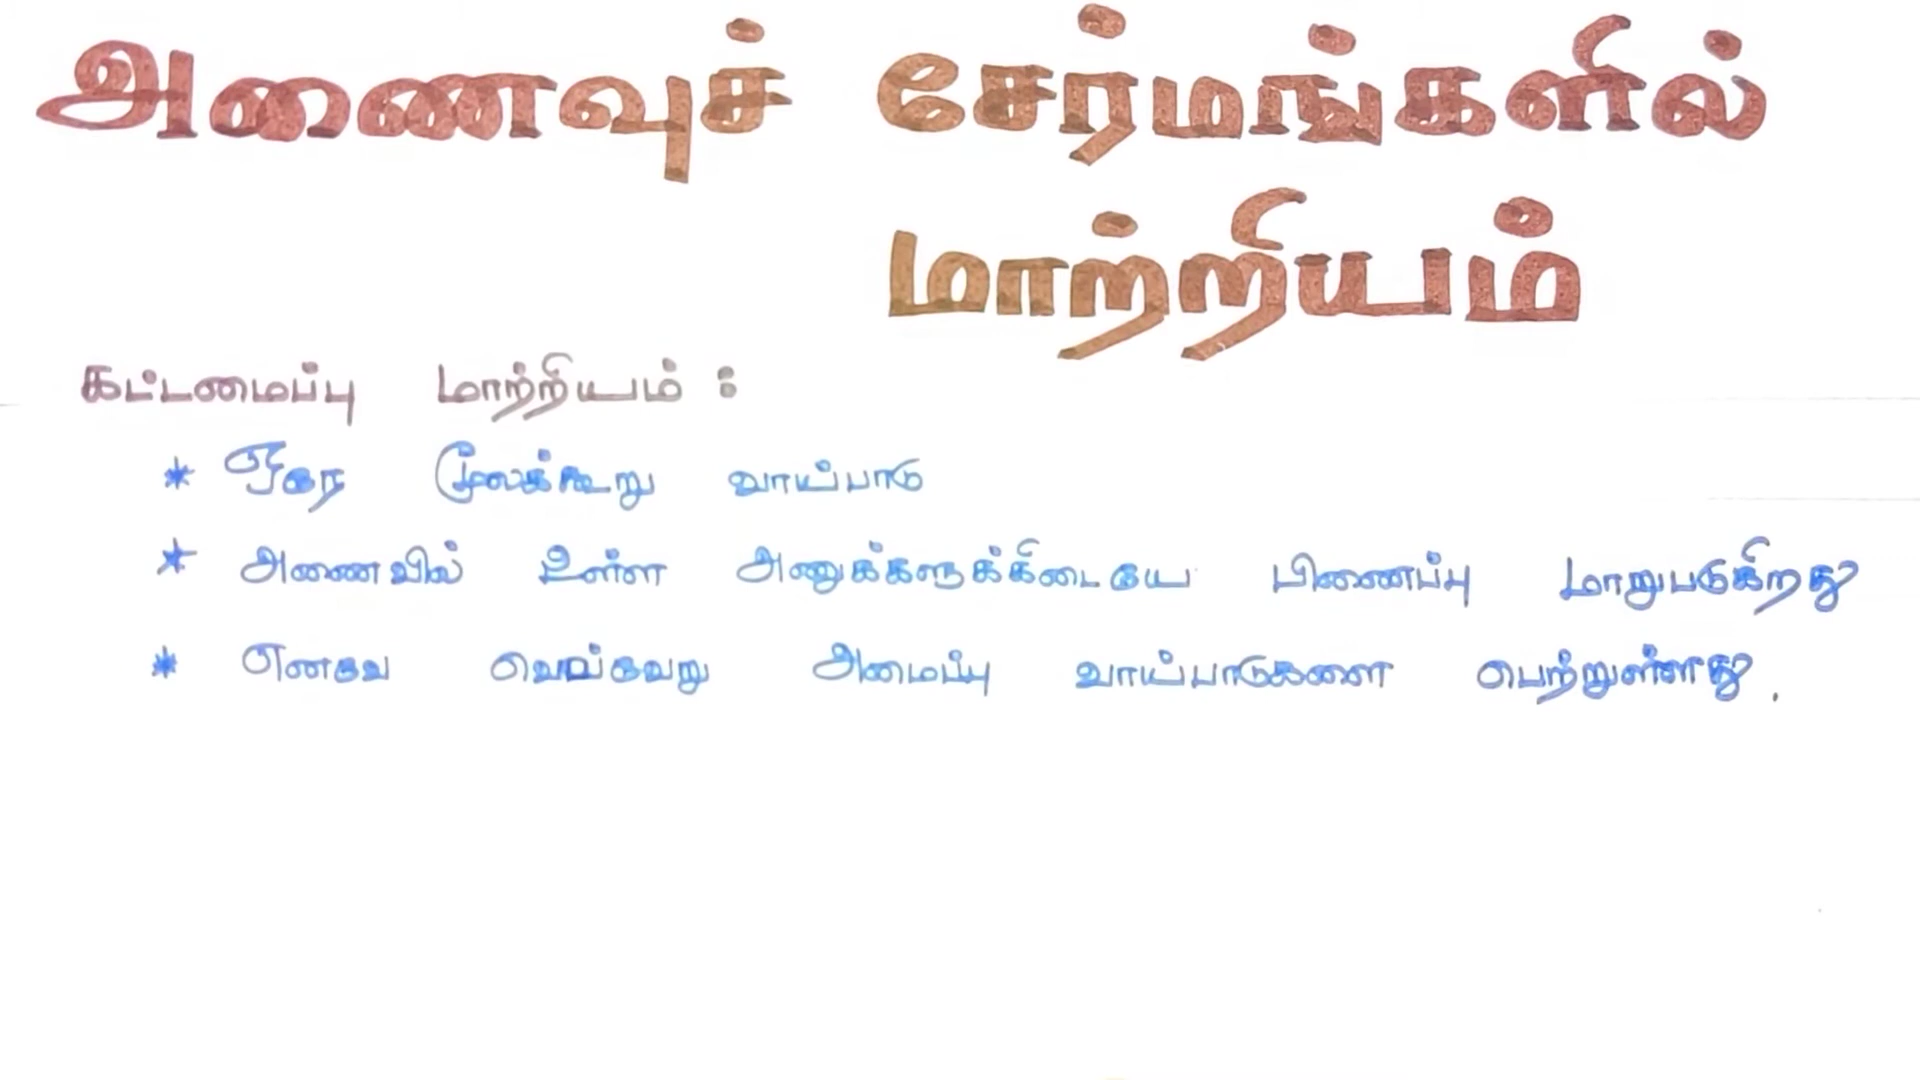 அணைவுச் சேர்மங்களில்
மாற்றியம்
கட்டமைப்பு மாற்றியம் :
* ஒரே மூலக்கூறு வாய்பாடு
* அணைவில் உள்ள அணுக்களுக்கிடையே பிணைப்பு மாறுபடுகிறது
* எனவே வெவ்வேறு அமைப்பு வாய்ப்பாடுகளை பெற்றுள்ளது.